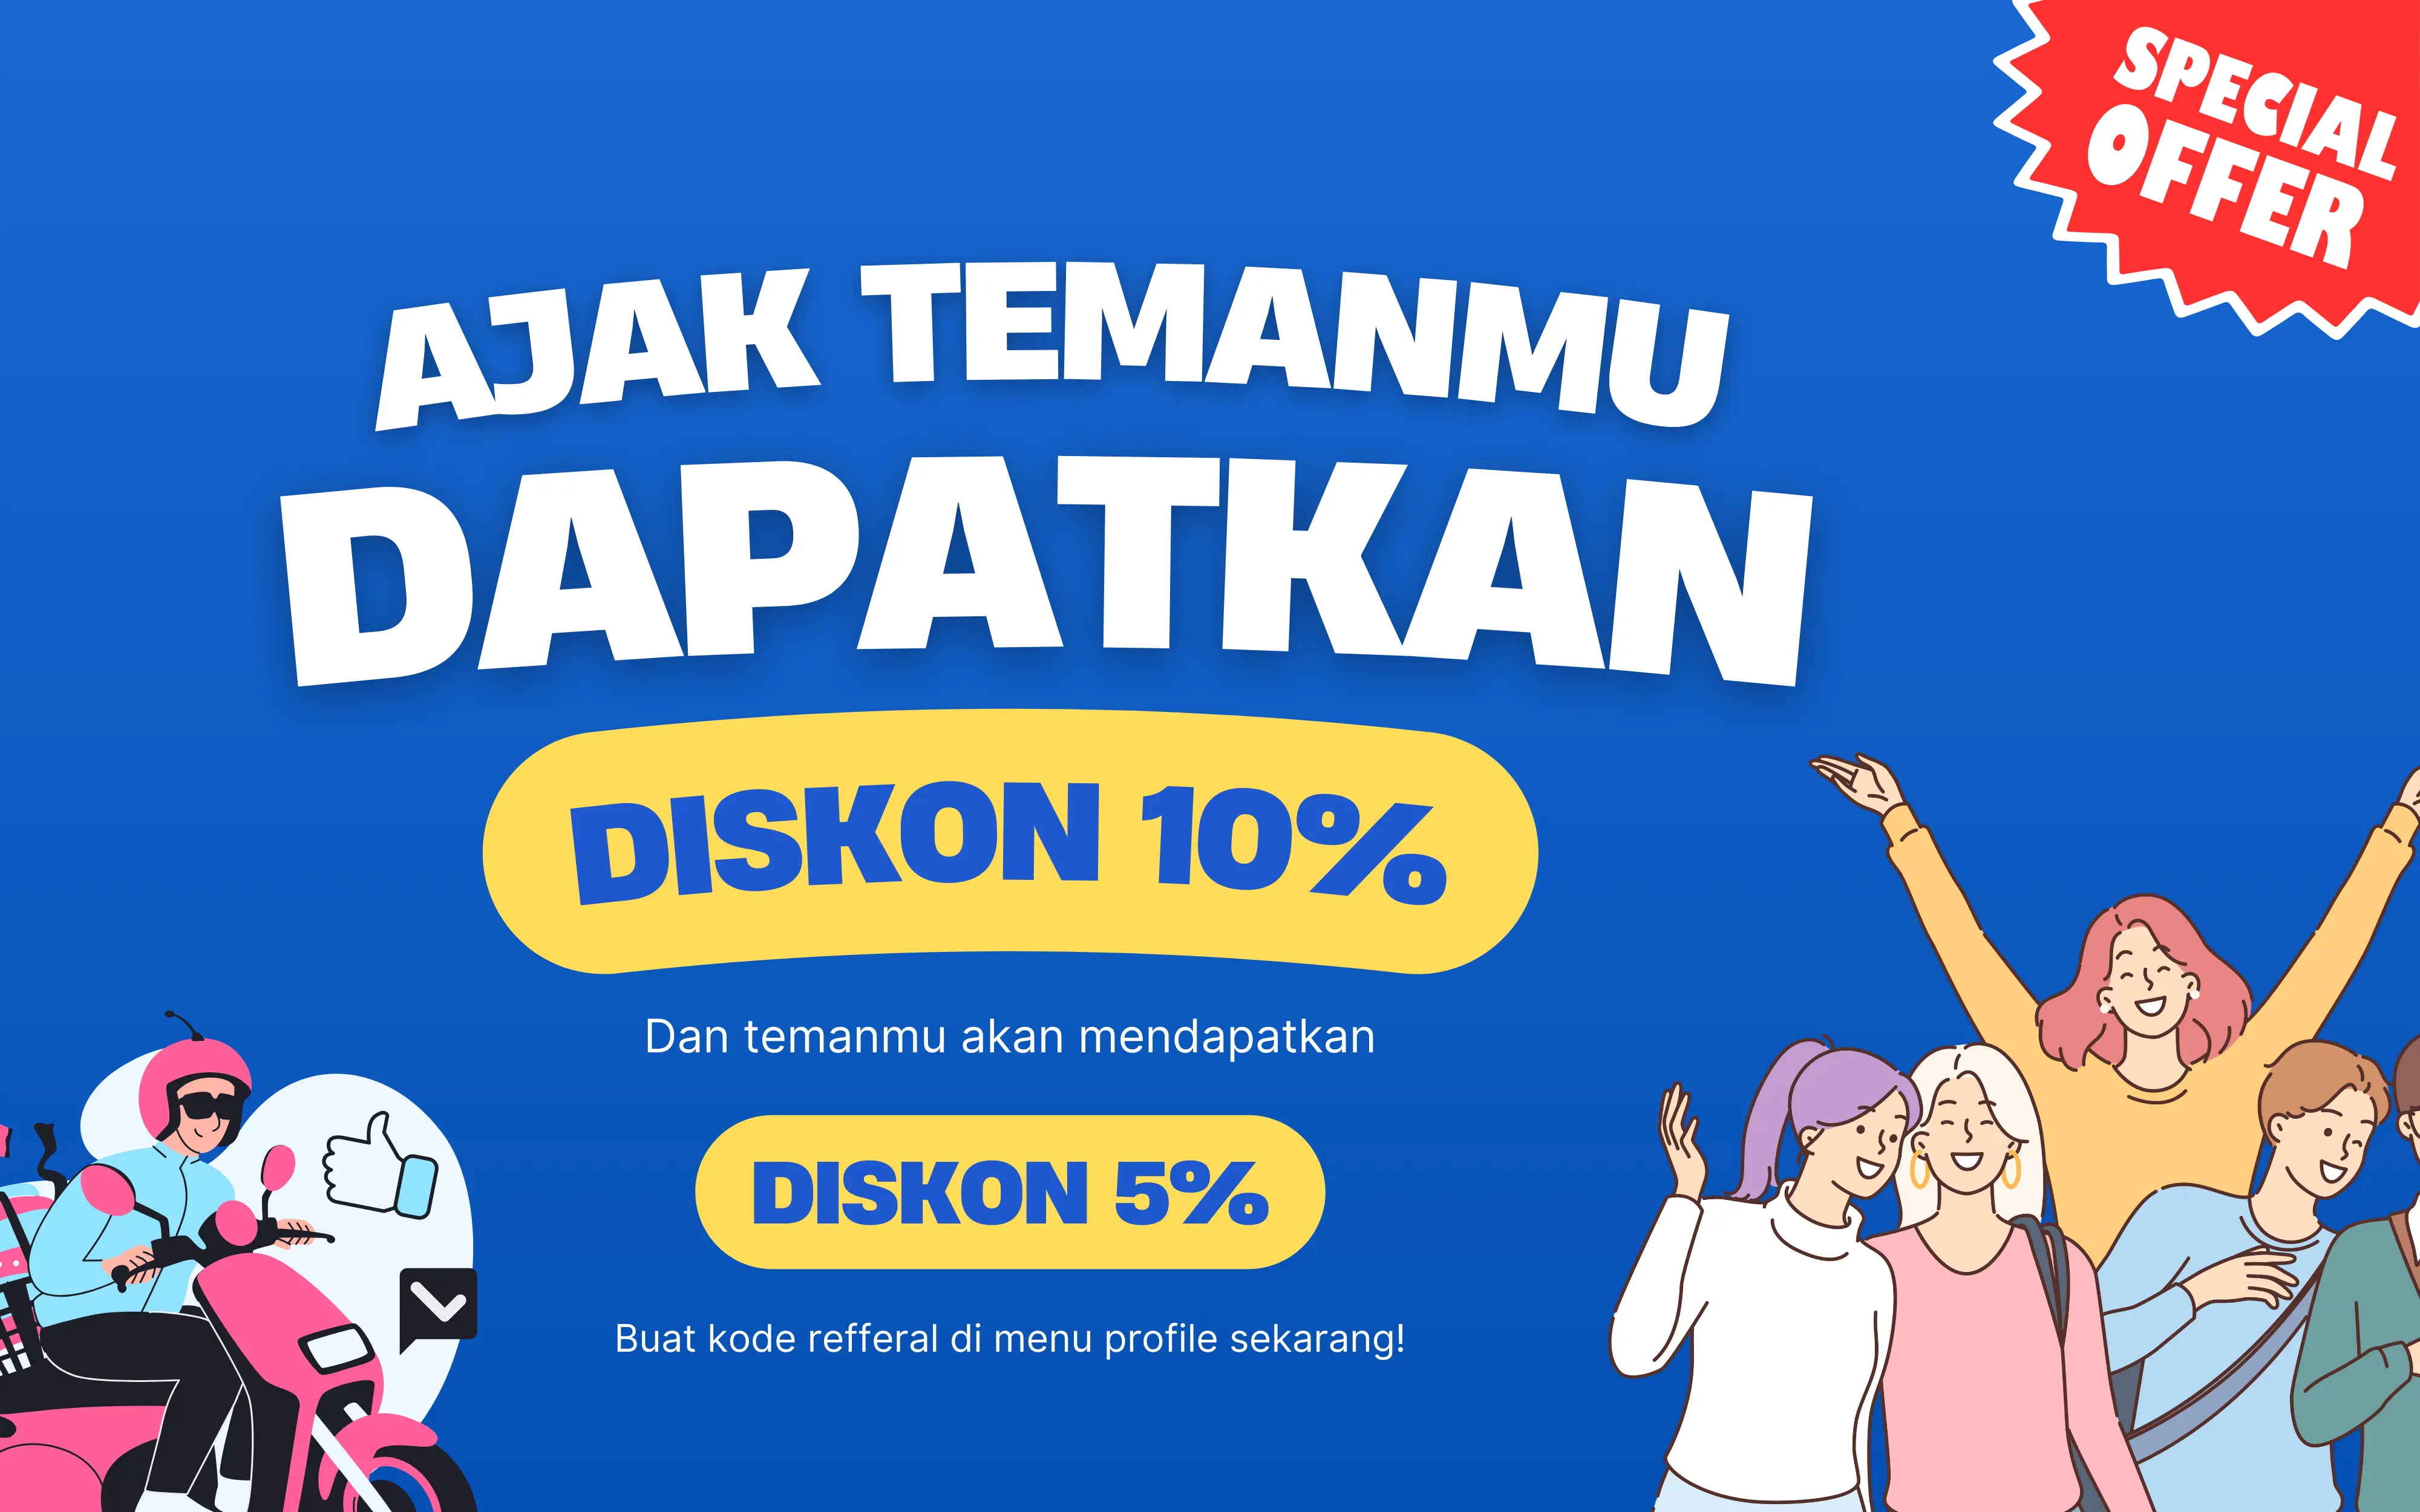 SPECIAL
OFFER
AJAK TEMANMU
DAPATKAN
DISKON 10%
Dan temanmu akan mendapatkan
DISKON 5%
Buat kode refferal di menu profile sekarang!